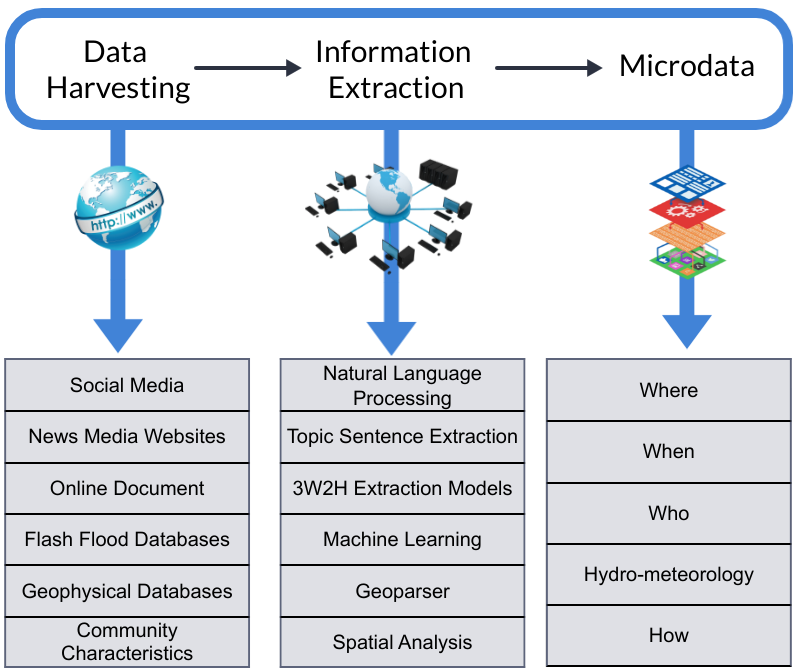 Data
Harvesting
Information
Extraction
Microdata
http://www.
Social Media
News Media Websites
Online Document
Flash Flood Databases
Geophysical Databases
Community
Characteristics
Natural Language
Processing
Topic Sentence Extraction
3W2H Extraction Models
Machine Learning
Geoparser
Spatial Analysis
Where
When
Who
Hydro-meteorology
How